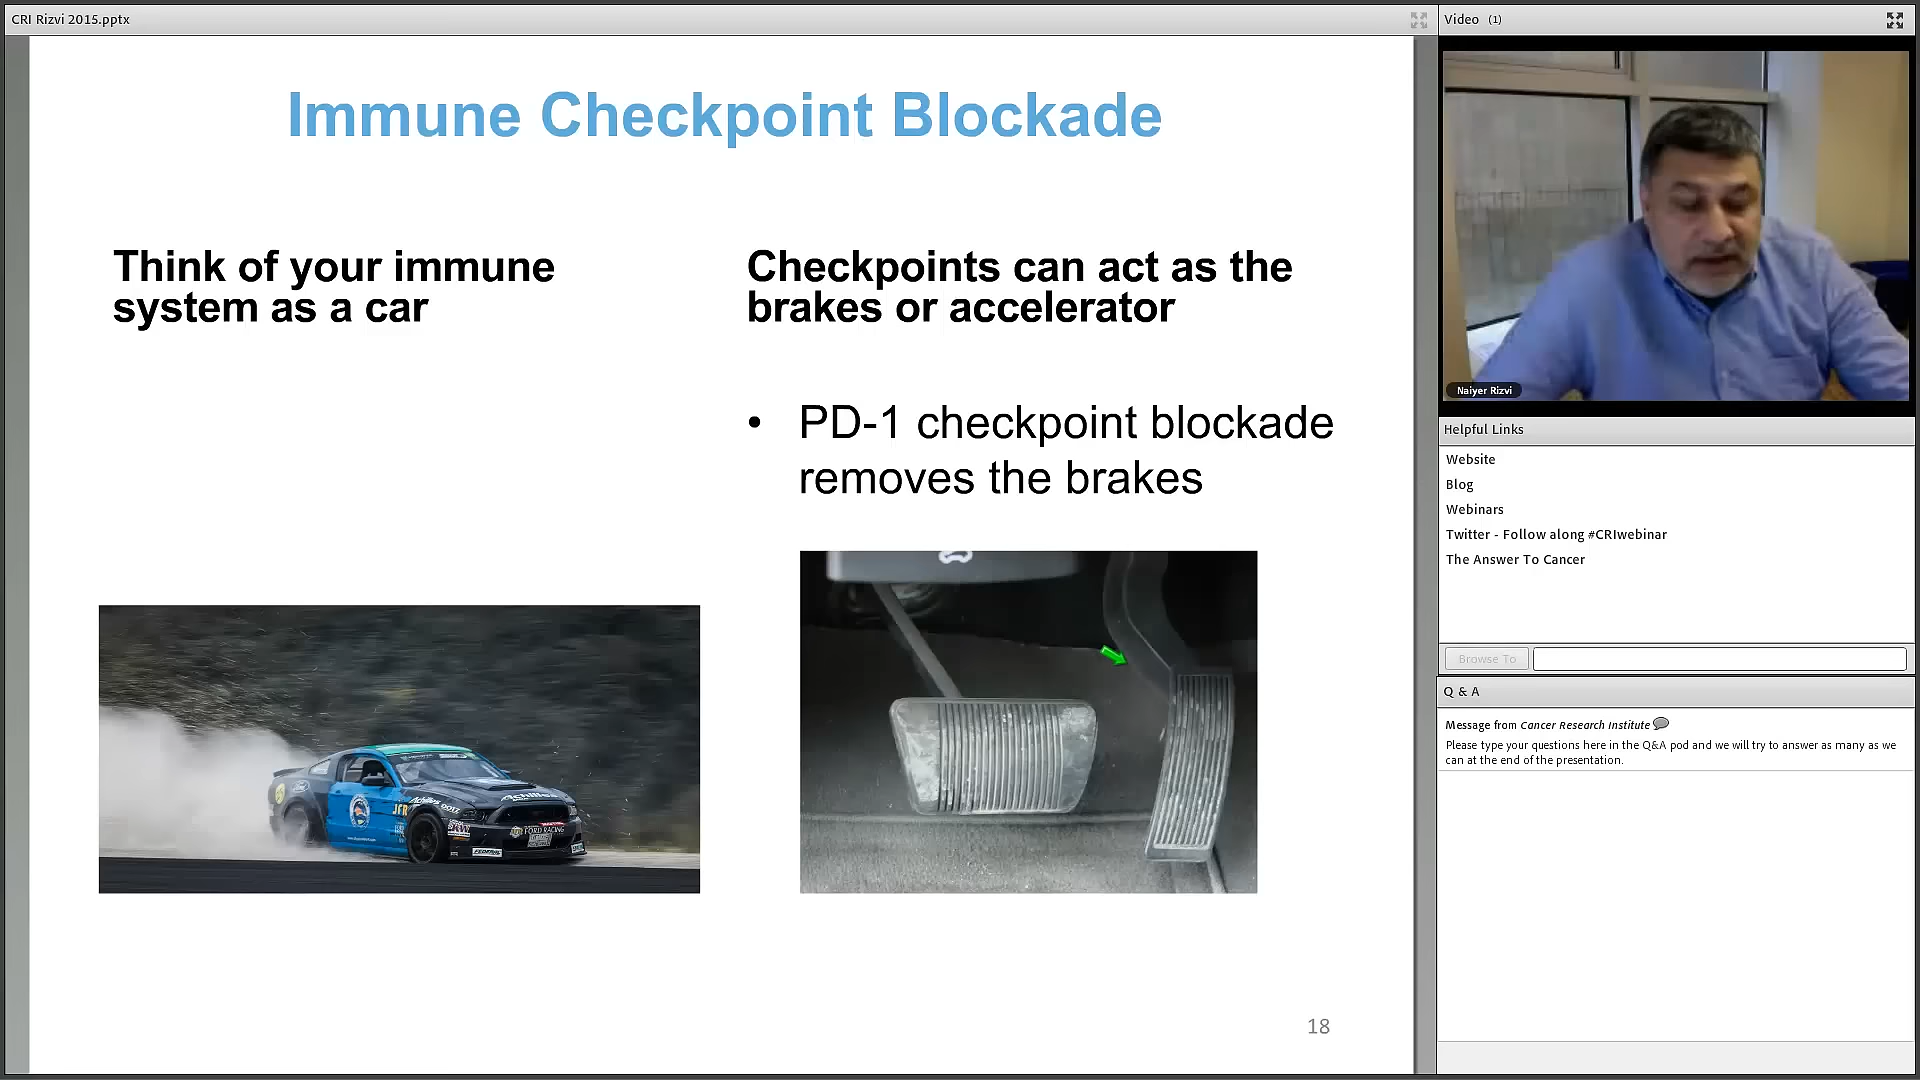 CRI Rizvi 2015.pptx
Immune Checkpoint Blockade
Think of your immune
system as a car
Checkpoints can act as the
brakes or accelerator
• PD-1 checkpoint blockade
removes the brakes
Achilles
FORD RACING
FEDERAL
18
Video (1)
Naiyer Rizvi
Helpful Links
Website
Blog
Webinars
Twitter - Follow along #CRIwebinar
The Answer To Cancer
Browse To
Q & A
Message from Cancer Research Institute
Please type your questions here in the Q&A pod and we will try to answer as many as we
can at the end of the presentation.